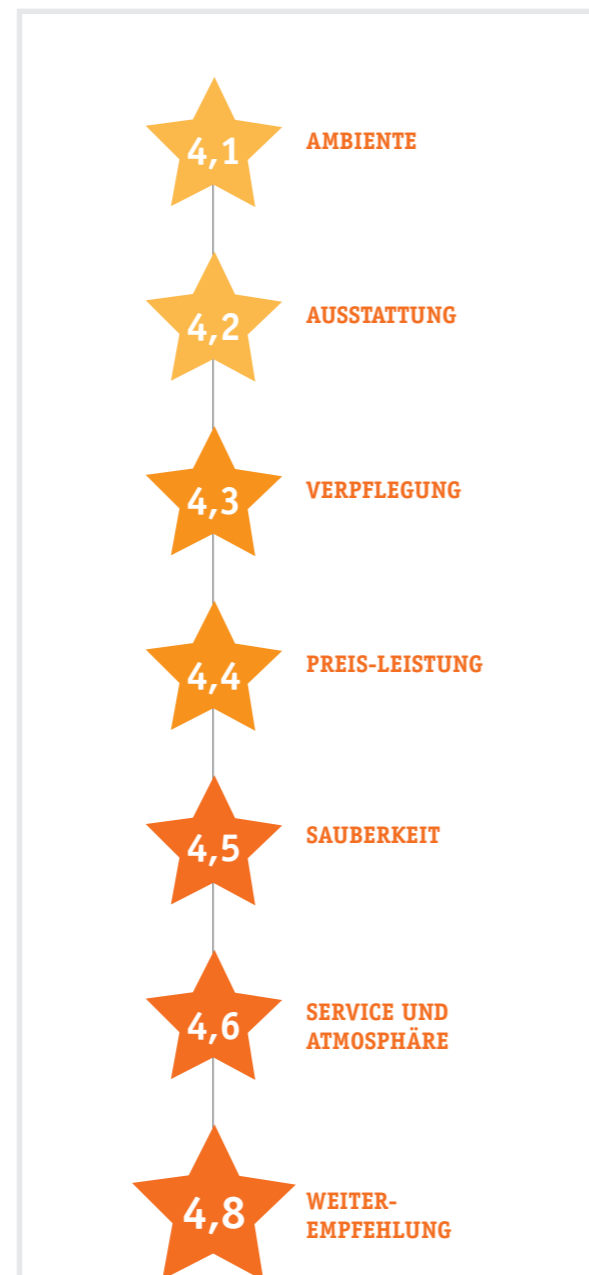 4,1 AMBIENTE
4,2 AUSSTATTUNG
4,3 VERPFLEGUNG
4,4 PREIS-LEISTUNG
4,5 SAUBERKEIT
4,6 SERVICE UND
ATMOSPHÄRE
4,8 WEITER-
EMPFEHLUNG